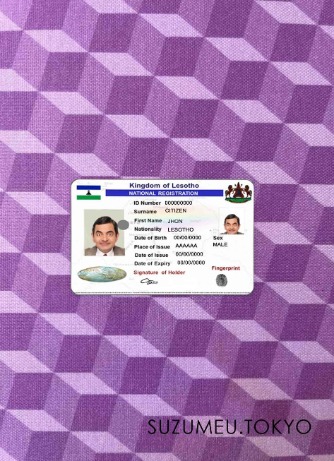 Kingdom of Lesotho
NATIONAL REGISTRATION
ID Number 000000000
Surname CITIZEN
First Name JHON
Nationality LESOTHO
Date of Birth 00/00/0000
Sex
MALE
Place of Issue AAAAAA
Date of Issue 00/00/0000
Date of Expiry 00/00/0000
Signature of Holder
Fingerprint
SUZUMEU.TOKYO